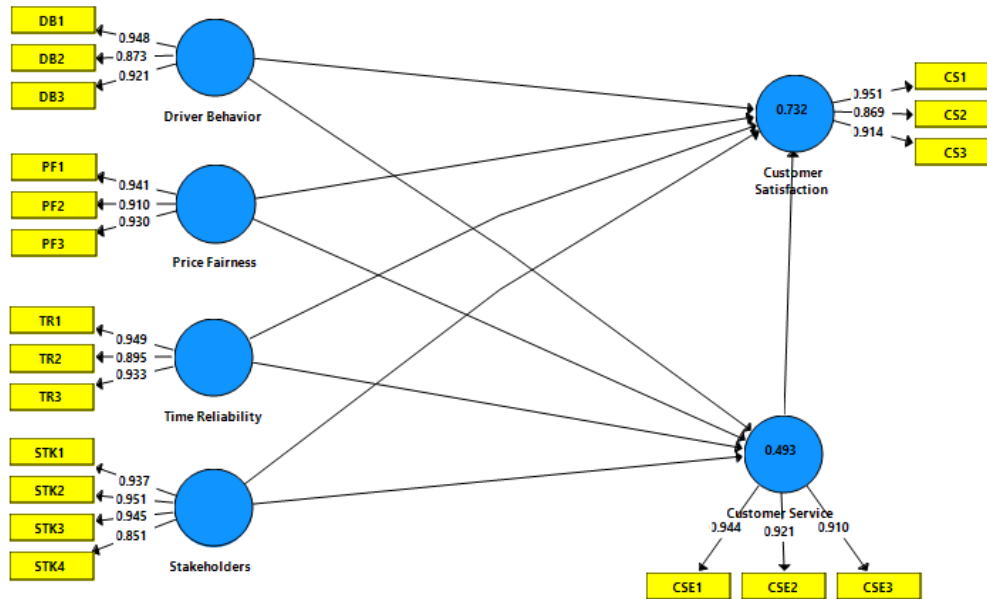 DB1
0.948
DB2
0.873
DB3
0.921
Driver Behavior
PF1
0.941
PF2
0.910
PF3
0.930
Price Fairness
TR1
0.949
TR2
0.895
TR3
0.933
Time Reliability
STK1
0.937
STK2
0.951
STK3
0.945
STK4
0.851
Stakeholders
0.732
Customer
Satisfaction
0.951
CS1
0.869
CS2
0.914
CS3
0.493
Customer Service
0.944
0.921
0.910
CSE1
CSE2
CSE3